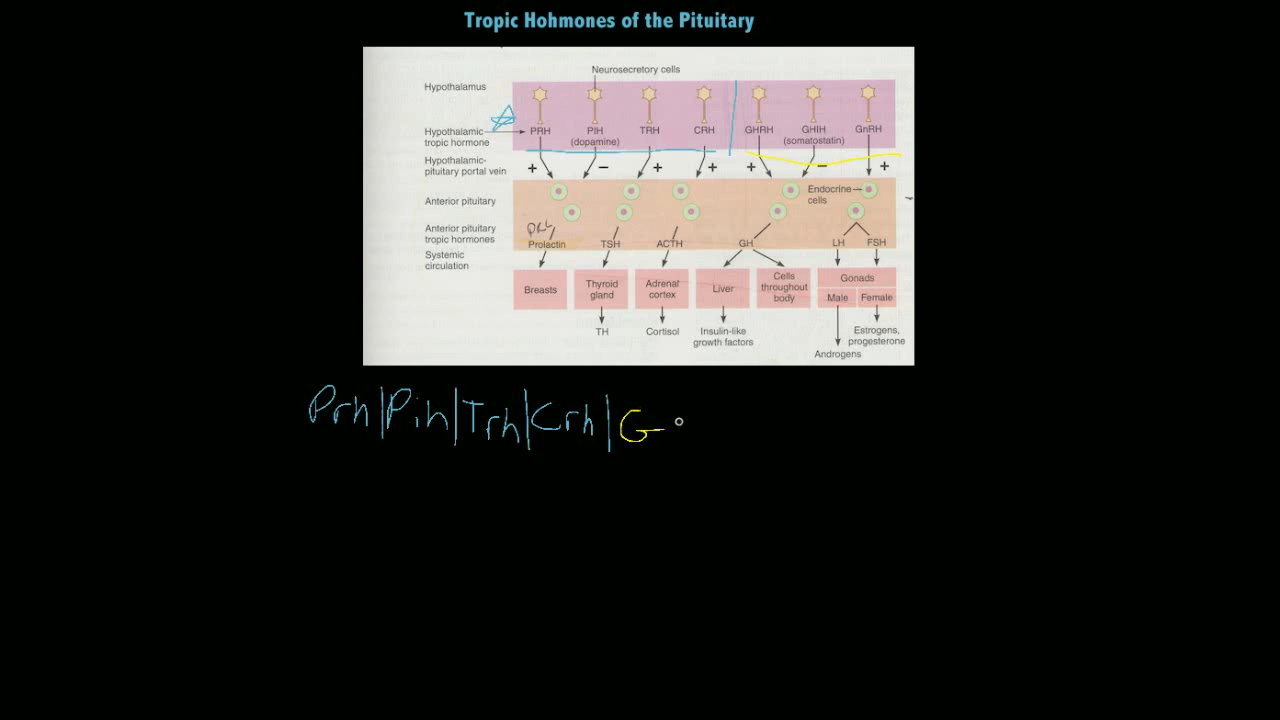 Tropic Hohmones of the Pituitary
Neurosecretory cells
Hypothalamus
Hypothalamic tropic hormone
PRH PIH (dopamine) TRH CRH GHRH GHIH (somatostatin) GnRH
Hypothalamic-pituitary portal vein
+ − + + + − +
Anterior pituitary
Endocrine cells
PRL
Anterior pituitary tropic hormones
Prolactin TSH ACTH GH LH FSH
Systemic circulation
Breasts Thyroid gland Adrenal cortex Liver Cells throughout body Gonads
Male Female
TH Cortisol Insulin-like growth factors Estrogens, progesterone
Androgens
Prh|Pih|Trh|Crh|G